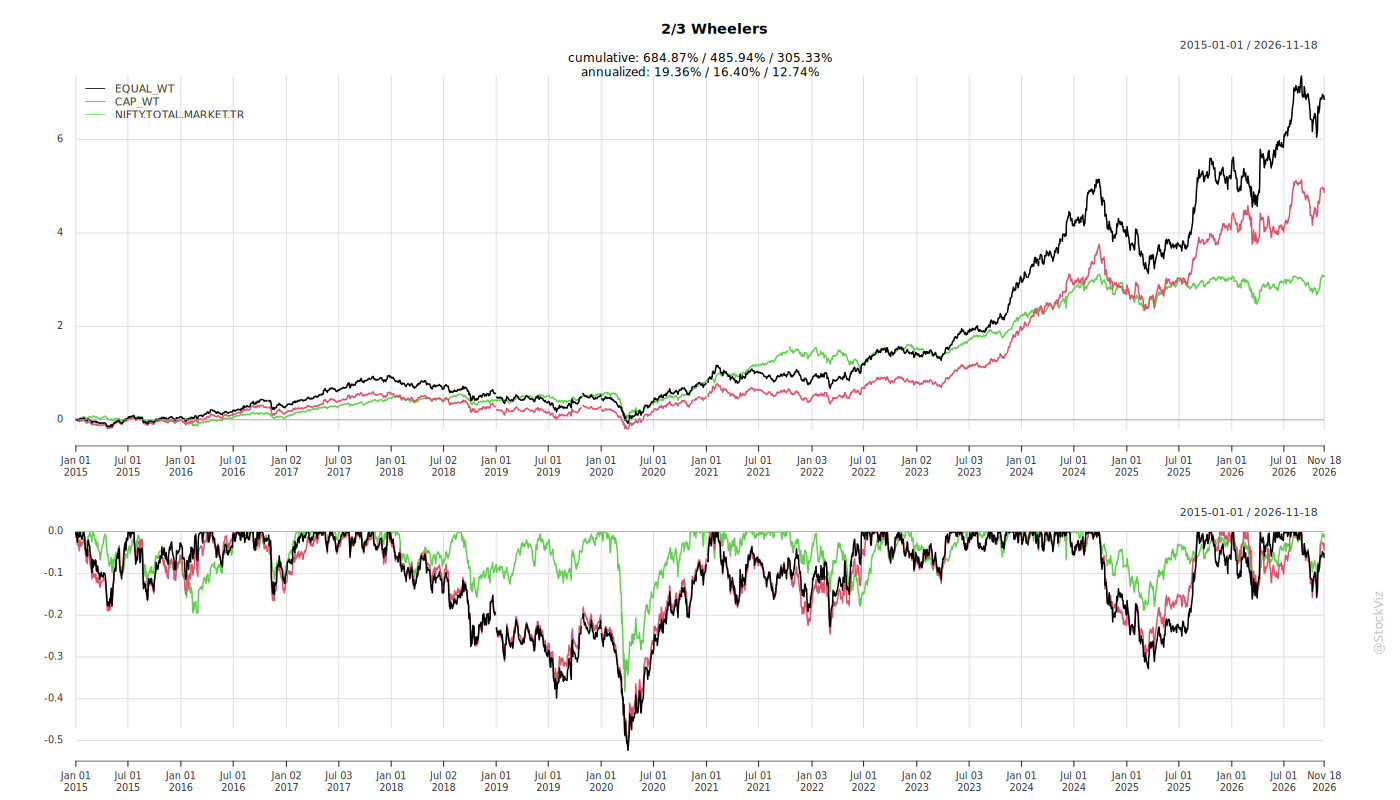 2/3 Wheelers
2015-01-01 / 2026-11-18
cumulative: 684.87% / 485.94% / 305.33%
annualized: 19.36% / 16.40% / 12.74%
EQUAL_WT
CAP_WT
NIFTY.TOTAL.MARKET.TR
6
4
2
0
Jan 01 Jul 01 Jan 01 Jul 01 Jan 02 Jul 03 Jan 01 Jul 02 Jan 01 Jul 01 Jan 01 Jul 01 Jan 01 Jul 01 Jan 03 Jul 01 Jan 02 Jul 03 Jan 01 Jul 01 Jan 01 Jul 01 Jan 01 Jul 01 Nov 18
2015 2015 2016 2016 2017 2017 2018 2018 2019 2019 2020 2020 2021 2021 2022 2022 2023 2023 2024 2024 2025 2025 2026 2026 2026
2015-01-01 / 2026-11-18
0.0
-0.1
-0.2
-0.3
-0.4
-0.5
Jan 01 Jul 01 Jan 01 Jul 01 Jan 02 Jul 03 Jan 01 Jul 02 Jan 01 Jul 01 Jan 01 Jul 01 Jan 01 Jul 01 Jan 03 Jul 01 Jan 02 Jul 03 Jan 01 Jul 01 Jan 01 Jul 01 Jan 01 Jul 01 Nov 18
2015 2015 2016 2016 2017 2017 2018 2018 2019 2019 2020 2020 2021 2021 2022 2022 2023 2023 2024 2024 2025 2025 2026 2026 2026
@StockViz